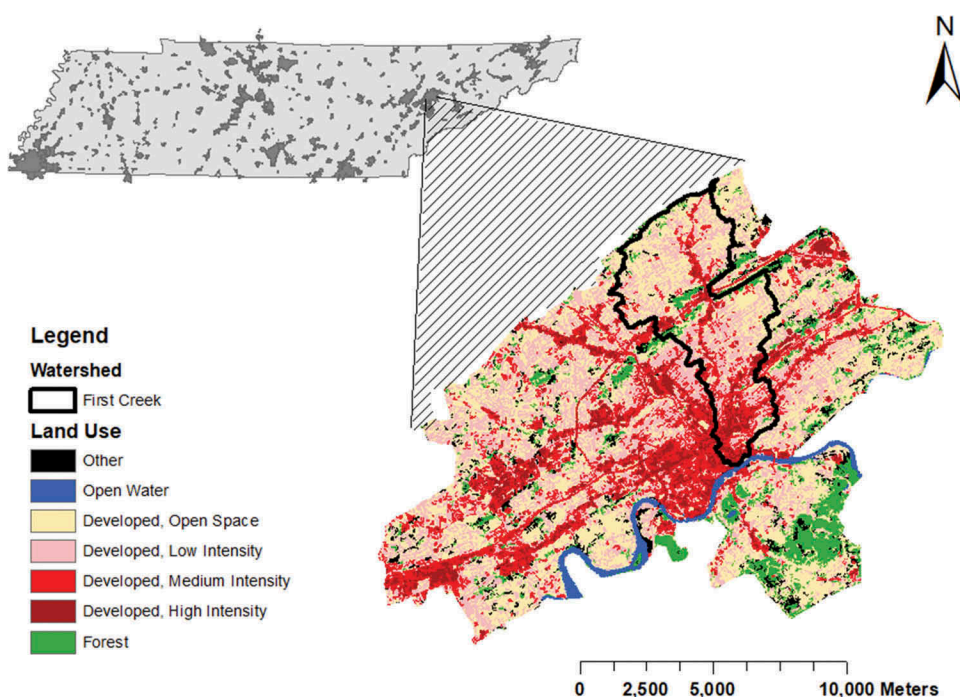 N
Legend
Watershed
First Creek
Land Use
Other
Open Water
Developed, Open Space
Developed, Low Intensity
Developed, Medium Intensity
Developed, High Intensity
Forest
0 2,500 5,000 10,000 Meters